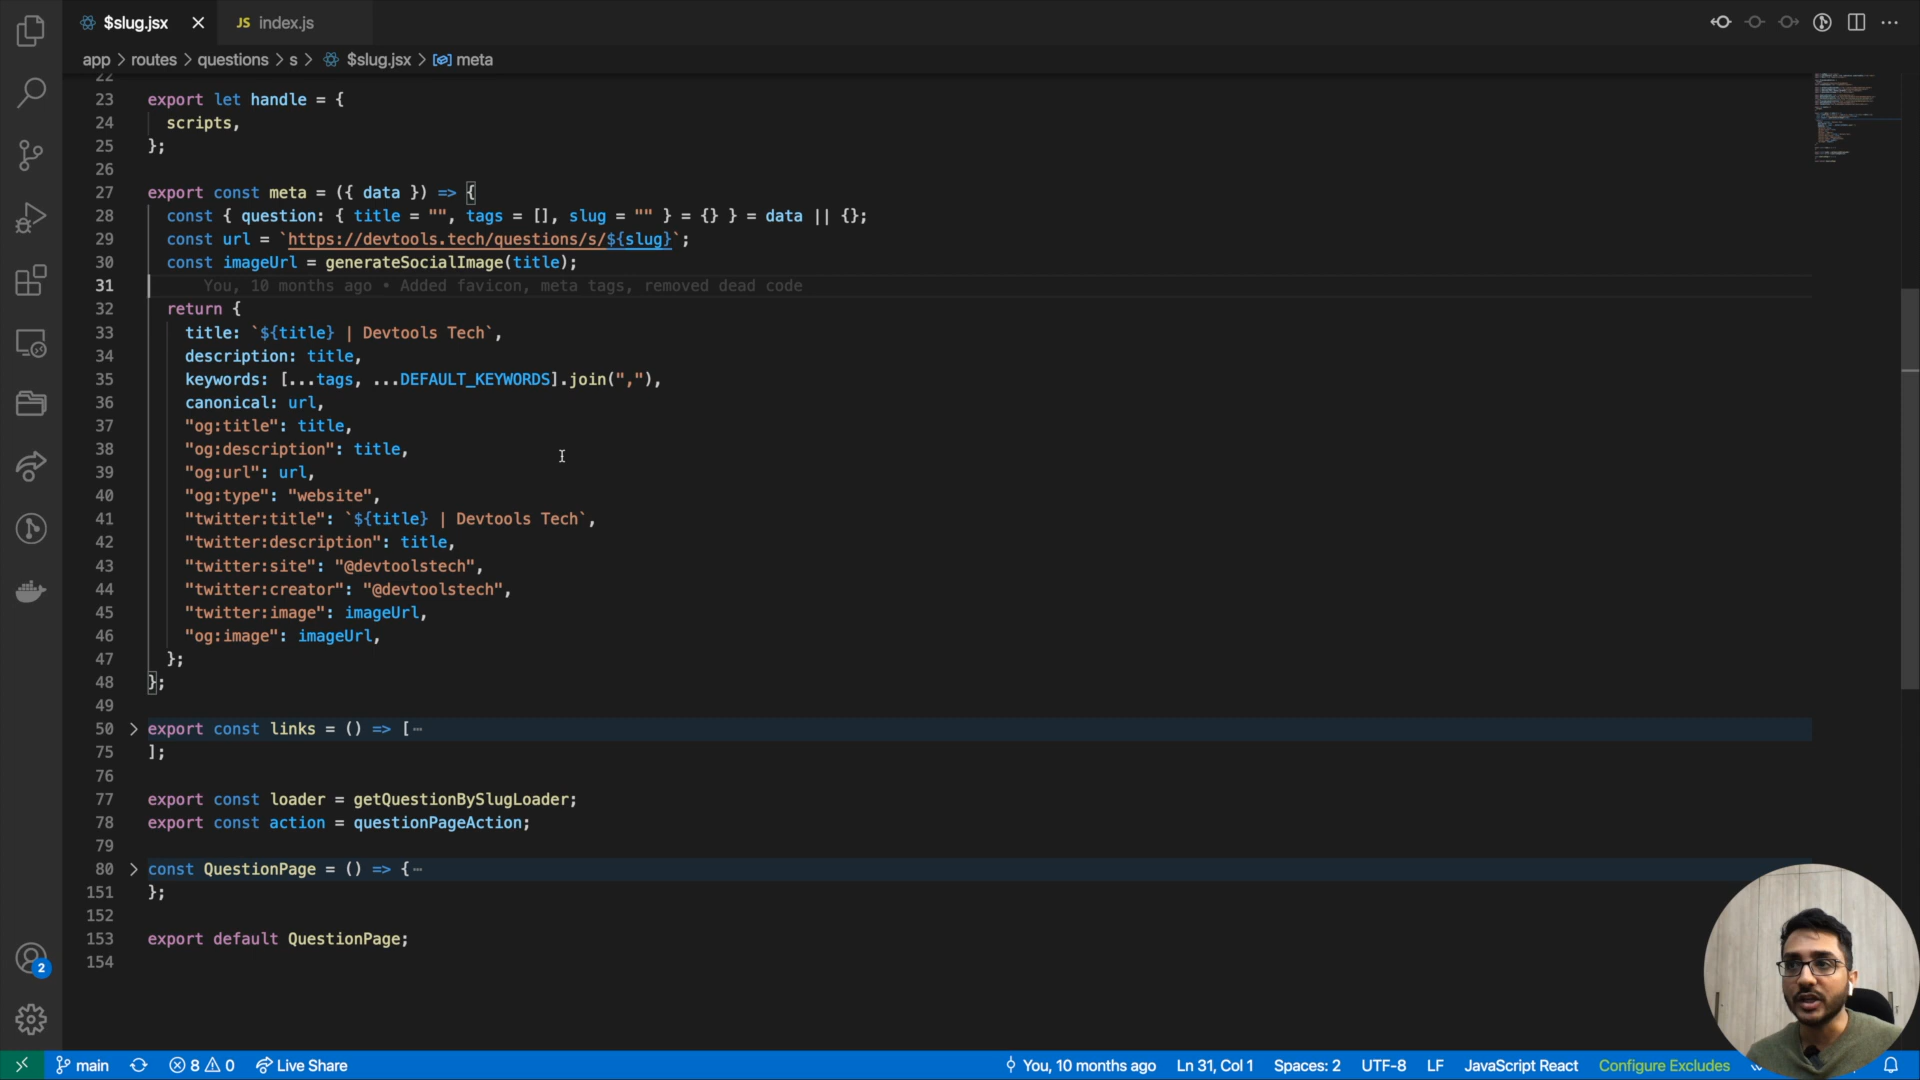 $slug.jsx
JS index.js
app > routes > questions > s > $slug.jsx > meta
22
23 export let handle = {
24 scripts,
25 };
26
27 export const meta = ({ data }) => {
28 const { question: { title = "", tags = [], slug = "" } = {} } = data || {};
29 const url = `https://devtools.tech/questions/s/${slug}`;
30 const imageUrl = generateSocialImage(title);
31 You, 10 months ago • Added favicon, meta tags, removed dead code
32 return {
33 title: `${title} | Devtools Tech`,
34 description: title,
35 keywords: [...tags, ...DEFAULT_KEYWORDS].join(","),
36 canonical: url,
37 "og:title": title,
38 "og:description": title,
39 "og:url": url,
40 "og:type": "website",
41 "twitter:title": `${title} | Devtools Tech`,
42 "twitter:description": title,
43 "twitter:site": "@devtoolstech",
44 "twitter:creator": "@devtoolstech",
45 "twitter:image": imageUrl,
46 "og:image": imageUrl,
47 };
48 };
49
50 export const links = () => [⋯
75 ];
76
77 export const loader = getQuestionBySlugLoader;
78 export const action = questionPageAction;
79
80 const QuestionPage = () => {⋯
151 };
152
153 export default QuestionPage;
154
2
main 8 0 Live Share You, 10 months ago Ln 31, Col 1 Spaces: 2 UTF-8 LF JavaScript React Configure Excludes